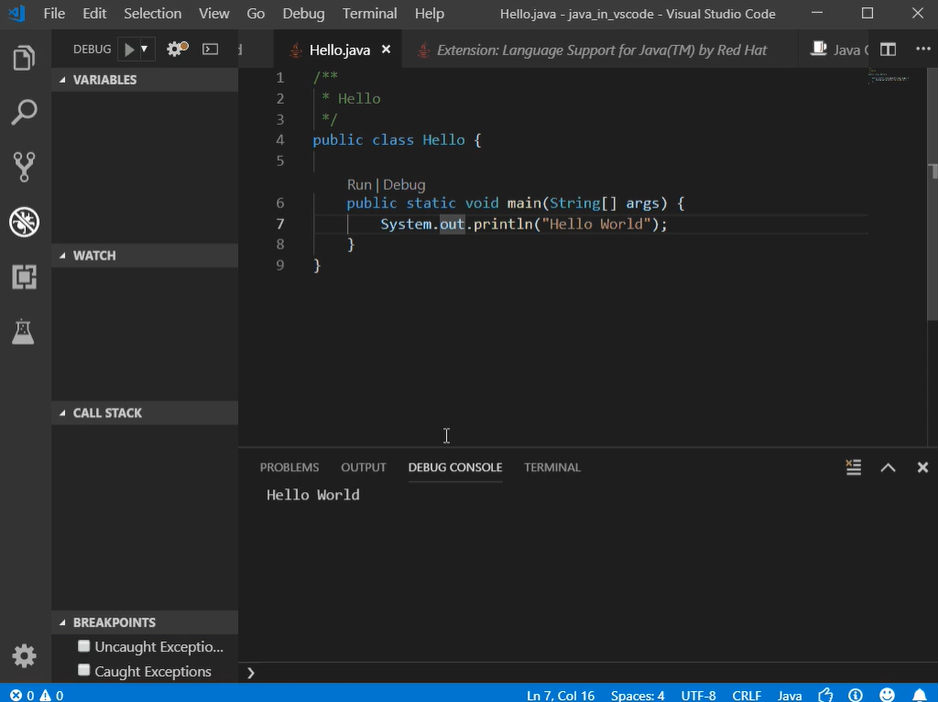 File Edit Selection View Go Debug Terminal Help Hello.java - java_in_vscode - Visual Studio Code
DEBUG
d Hello.java Extension: Language Support for Java(TM) by Red Hat Java
VARIABLES
WATCH
CALL STACK
BREAKPOINTS
Uncaught Exceptio...
Caught Exceptions
1 /**
2 * Hello
3 */
4 public class Hello {
5
Run | Debug
6 public static void main(String[] args) {
7 System.out.println("Hello World");
8 }
9 }
PROBLEMS OUTPUT DEBUG CONSOLE TERMINAL
Hello World
0 0 Ln 7, Col 16 Spaces: 4 UTF-8 CRLF Java